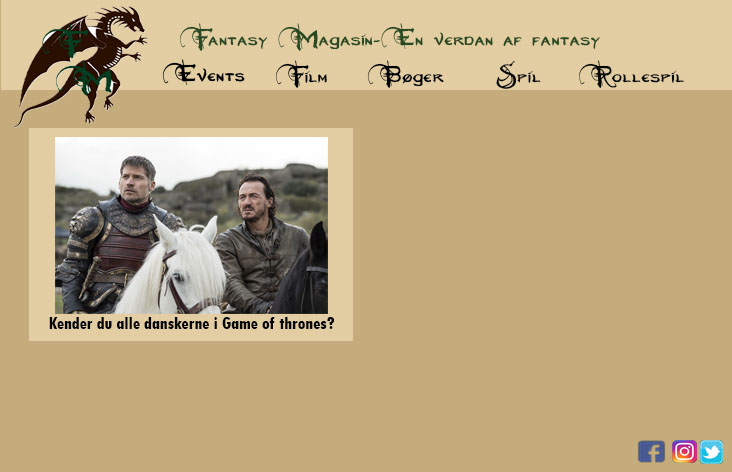 F
M
Fantasy Magasin-En verdan af fantasy
Events Film Bøger Spil Rollespil
Kender du alle danskerne i Game of thrones?